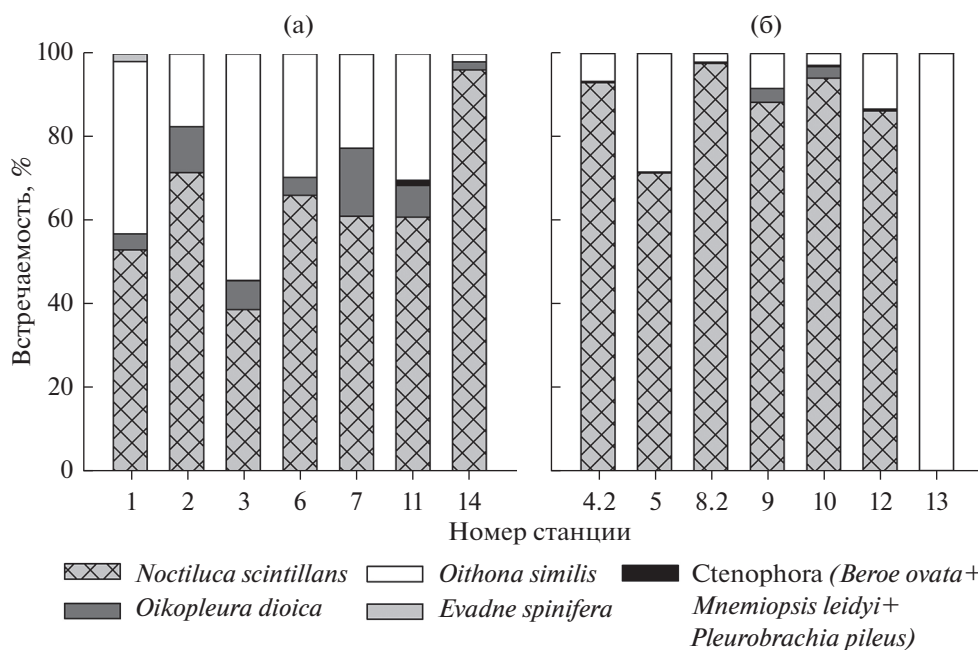 (а)
(б)
Встречаемость, %
100
80
60
40
20
0
1 2 3 6 7 11 14
4.2 5 8.2 9 10 12 13
Номер станции
Noctiluca scintillans
Oithona similis
Ctenophora (Beroe ovata+
Mnemiopsis leidyi+
Pleurobrachia pileus)
Oikopleura dioica
Evadne spinifera